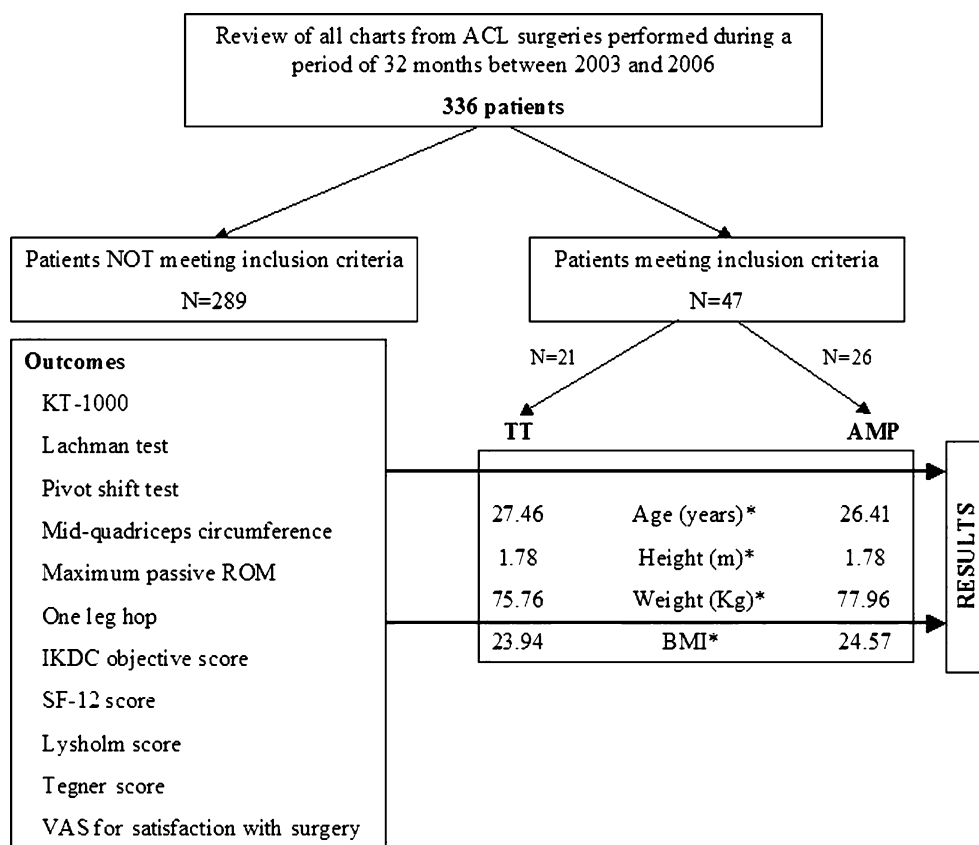 Review of all charts from ACL surgeries performed during a
period of 32 months between 2003 and 2006
336 patients
Patients NOT meeting inclusion criteria
N=289
Patients meeting inclusion criteria
N=47
N=21
N=26
Outcomes
KT-1000
Lachman test
Pivot shift test
Mid-quadriceps circumference
Maximum passive ROM
One leg hop
IKDC objective score
SF-12 score
Lysholm score
Tegner score
VAS for satisfaction with surgery
TT AMP
27.46 Age (years)* 26.41
1.78 Height (m)* 1.78
75.76 Weight (Kg)* 77.96
23.94 BMI* 24.57
RESULTS